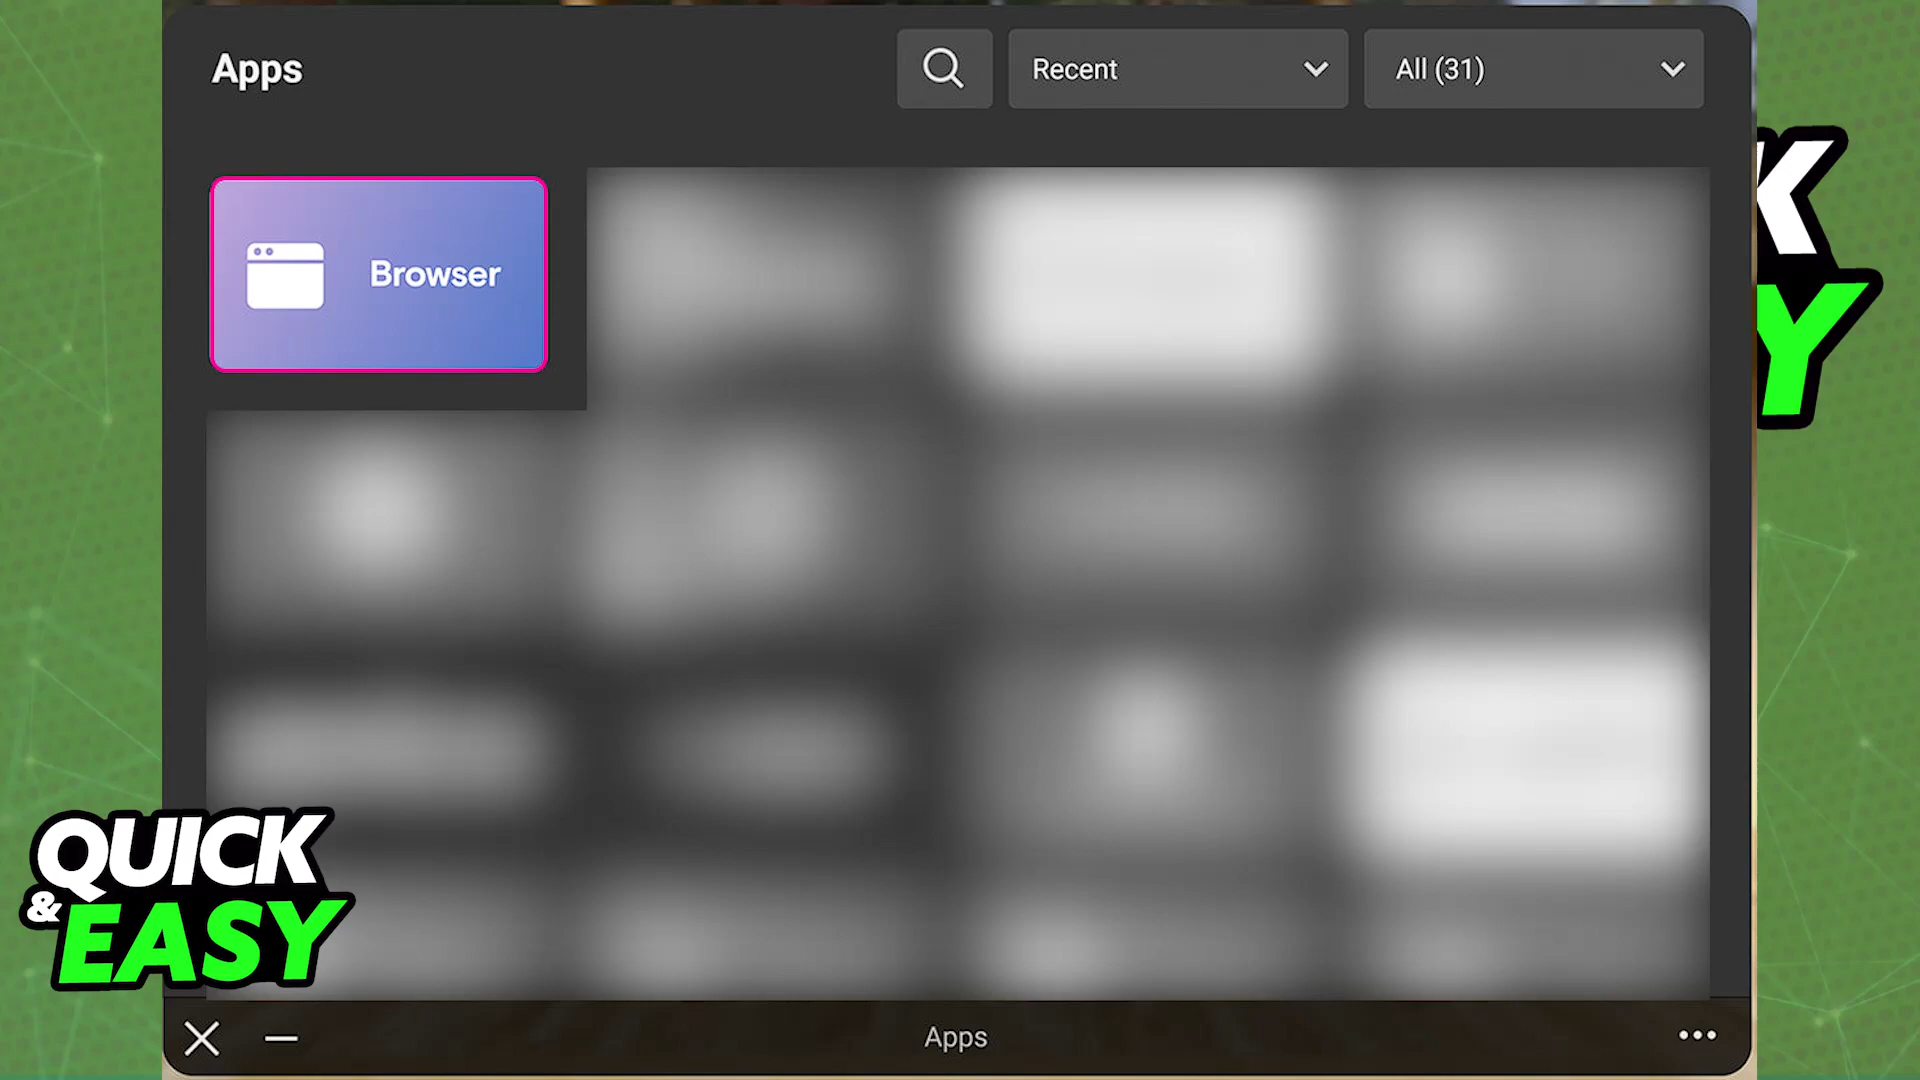 Apps
Recent
All (31)
K
Y
Browser
QUICK
&EASY
Apps